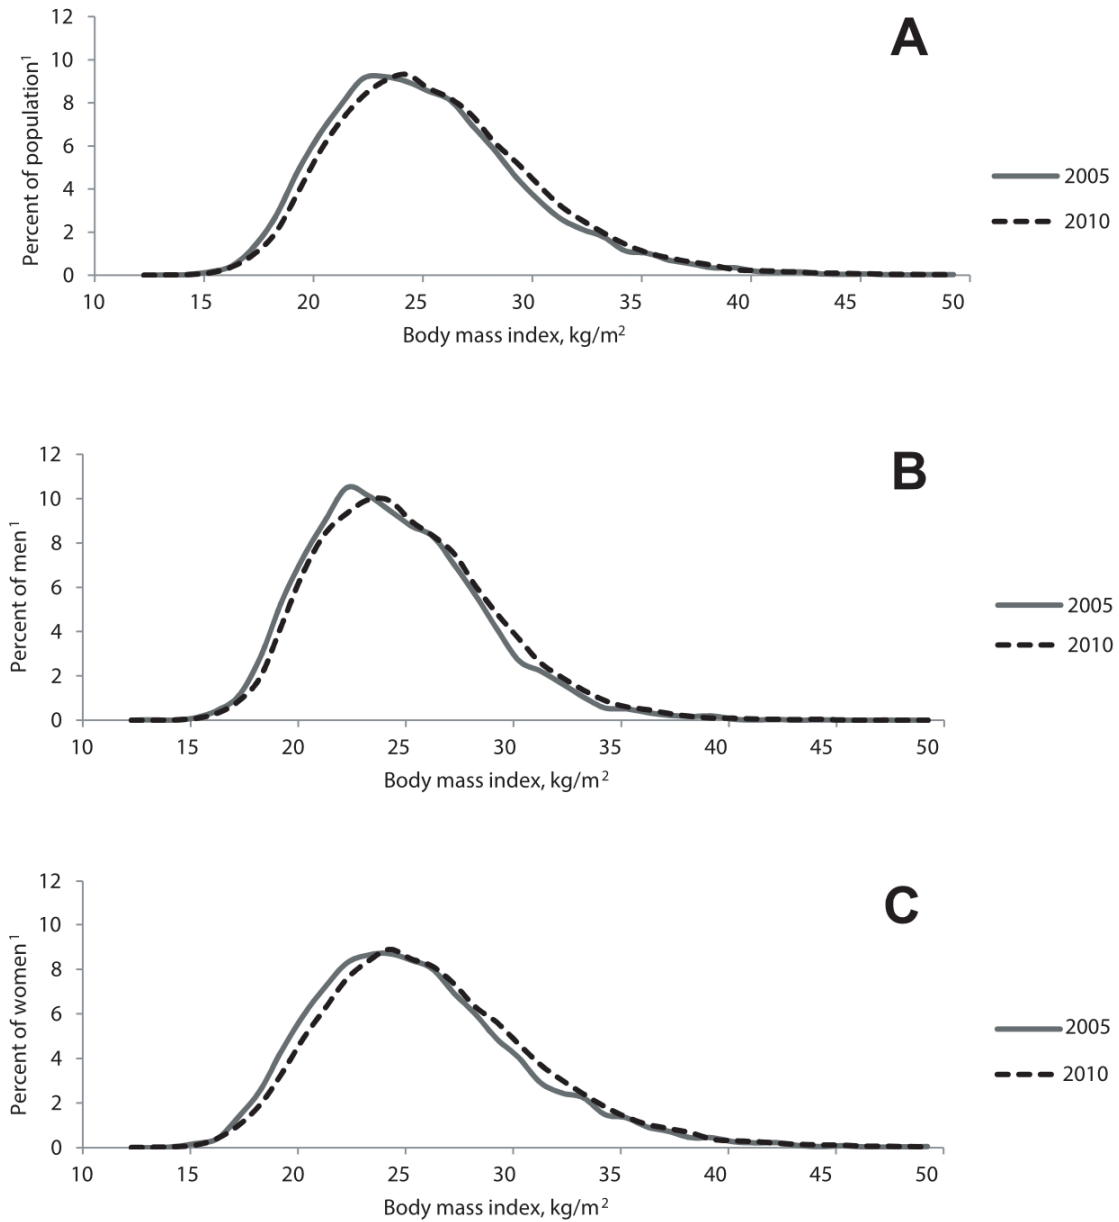 A
Percent of population¹
12
10
8
6
4
2
0
10 15 20 25 30 35 40 45 50
Body mass index, kg/m²
2005
2010
B
Percent of men¹
12
10
8
6
4
2
0
10 15 20 25 30 35 40 45 50
Body mass index, kg/m²
2005
2010
C
Percent of women¹
12
10
8
6
4
2
0
10 15 20 25 30 35 40 45 50
Body mass index, kg/m²
2005
2010